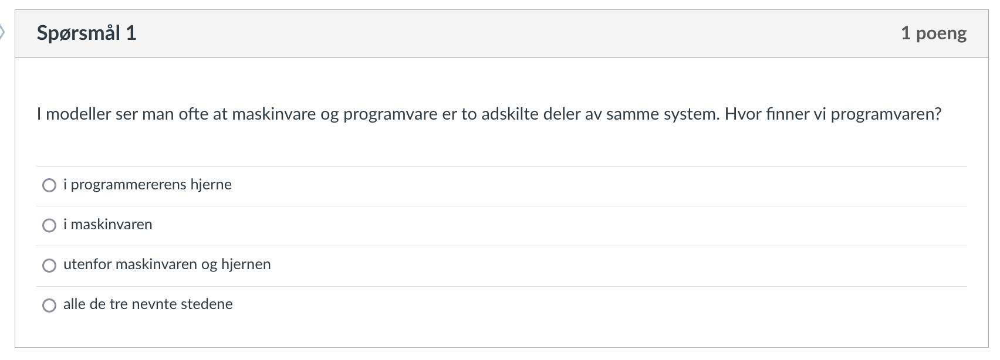 Spørsmål 1
1 poeng
I modeller ser man ofte at maskinvare og programvare er to adskilte deler av samme system. Hvor finner vi programvaren?
i programmererens hjerne
i maskinvaren
utenfor maskinvaren og hjernen
alle de tre nevnte stedene